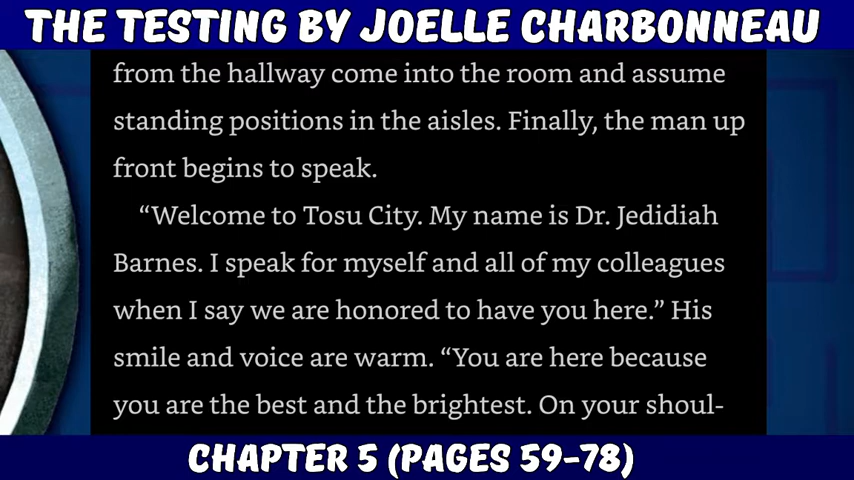 THE TESTING BY JOELLE CHARBONNEAU
from the hallway come into the room and assume
standing positions in the aisles. Finally, the man up
front begins to speak.
“Welcome to Tosu City. My name is Dr. Jedidiah
Barnes. I speak for myself and all of my colleagues
when I say we are honored to have you here.” His
smile and voice are warm. “You are here because
you are the best and the brightest. On your shoul-
CHAPTER 5 (PAGES 59-78)